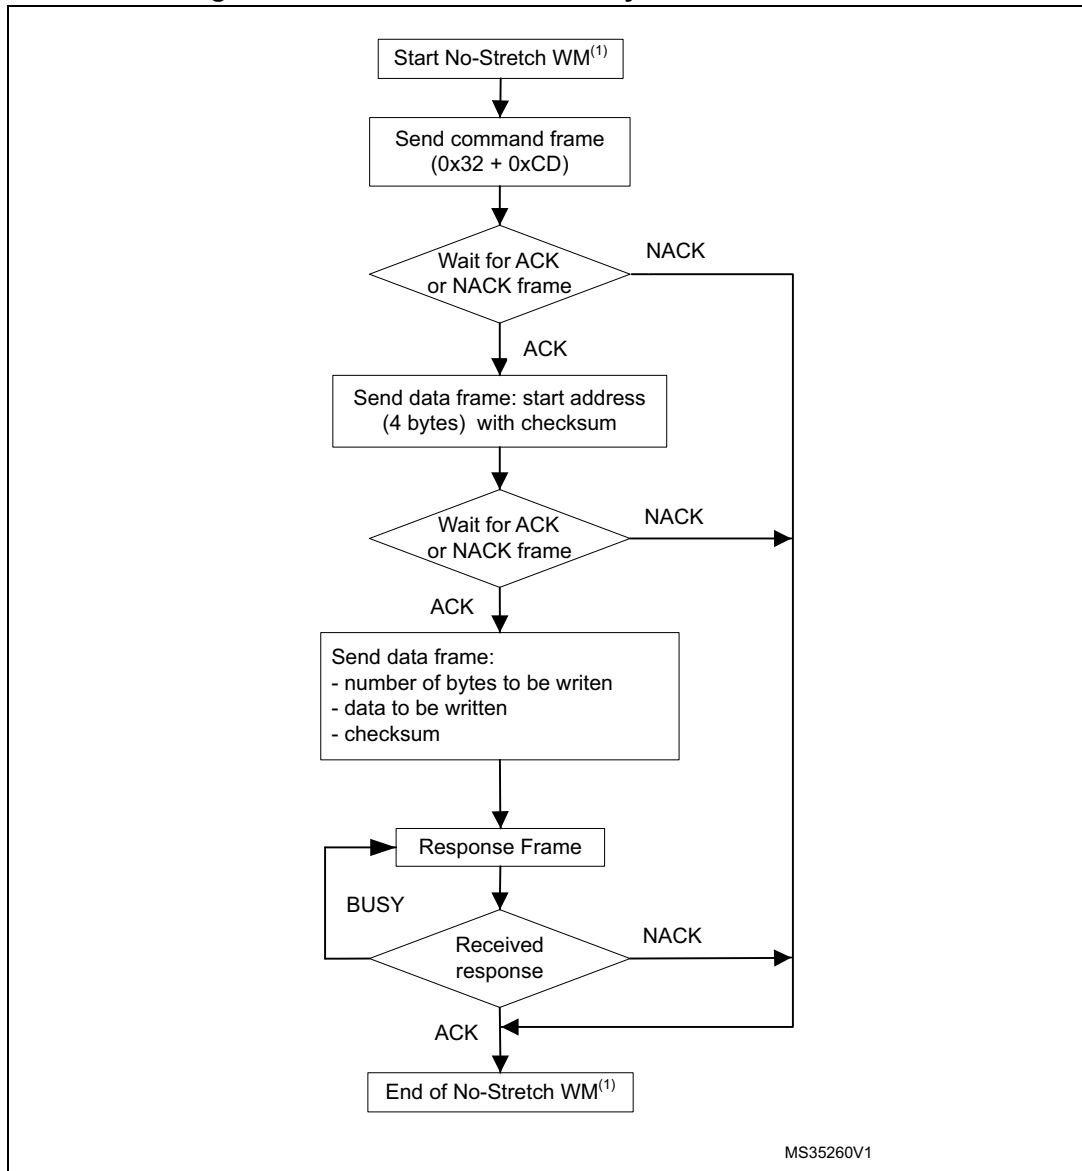 Start No-Stretch WM(1)
Send command frame
(0x32 + 0xCD)
Wait for ACK
or NACK frame
NACK
ACK
Send data frame: start address
(4 bytes) with checksum
Wait for ACK
or NACK frame
NACK
ACK
Send data frame:
- number of bytes to be writen
- data to be written
- checksum
Response Frame
BUSY
Received
response
NACK
ACK
End of No-Stretch WM(1)
MS35260V1